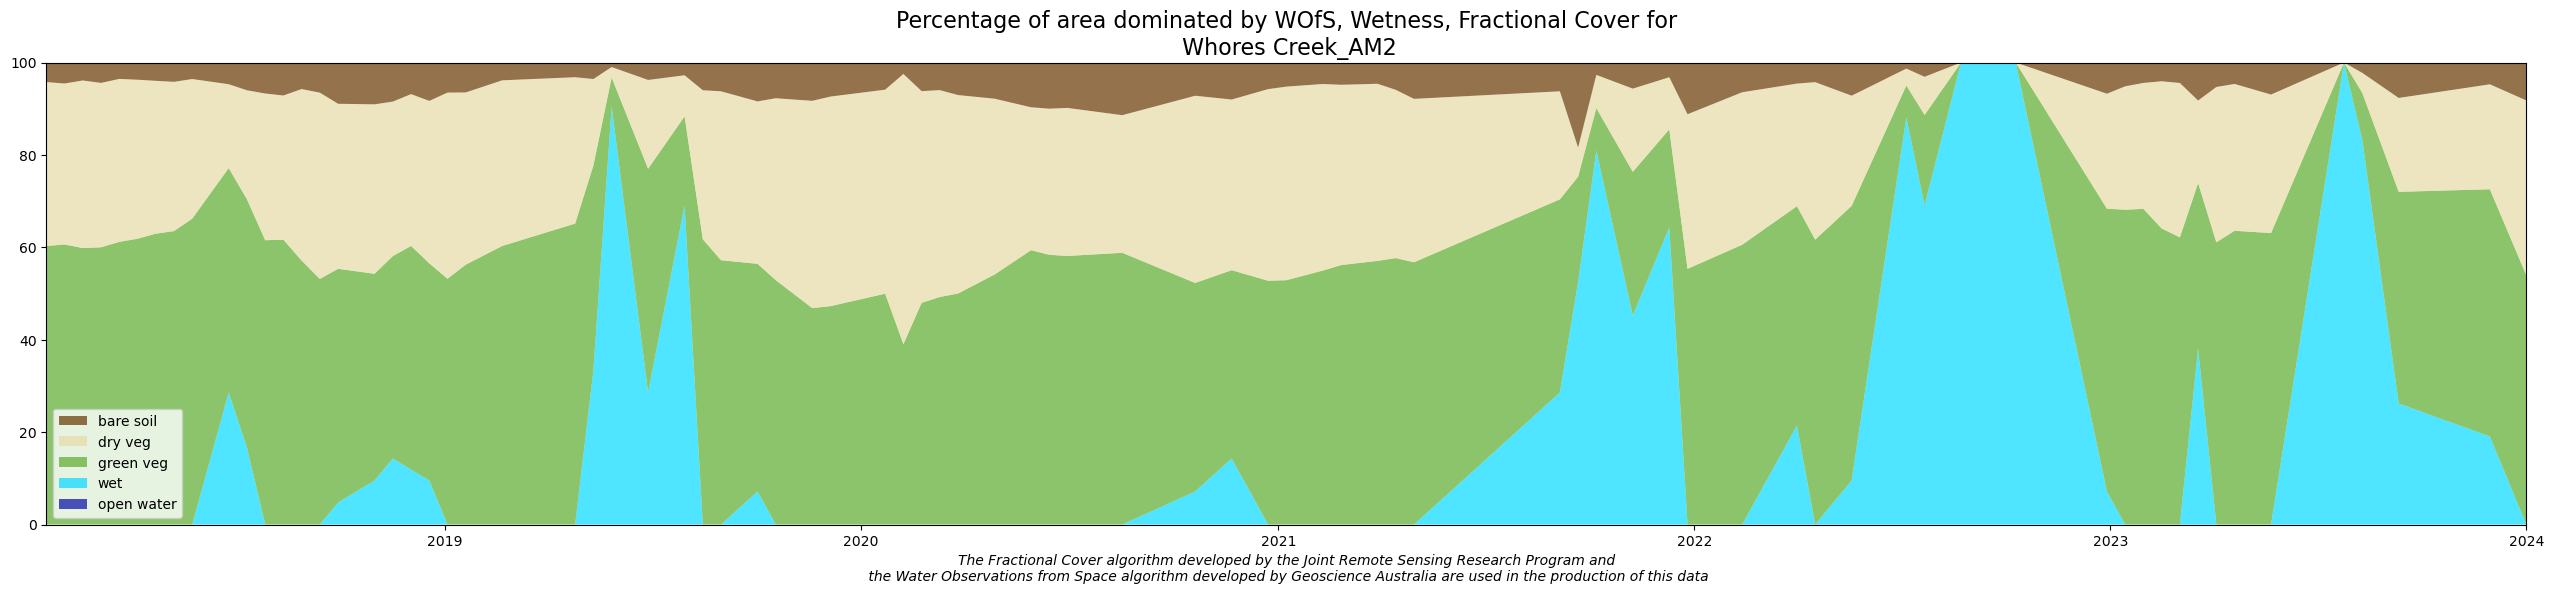 Percentage of area dominated by WOfS, Wetness, Fractional Cover for
Whores Creek_AM2
100
80
60
40
20
0
bare soil
dry veg
green veg
wet
open water
2019
2020
2021
2022
2023
2024
The Fractional Cover algorithm developed by the Joint Remote Sensing Research Program and
the Water Observations from Space algorithm developed by Geoscience Australia are used in the production of this data